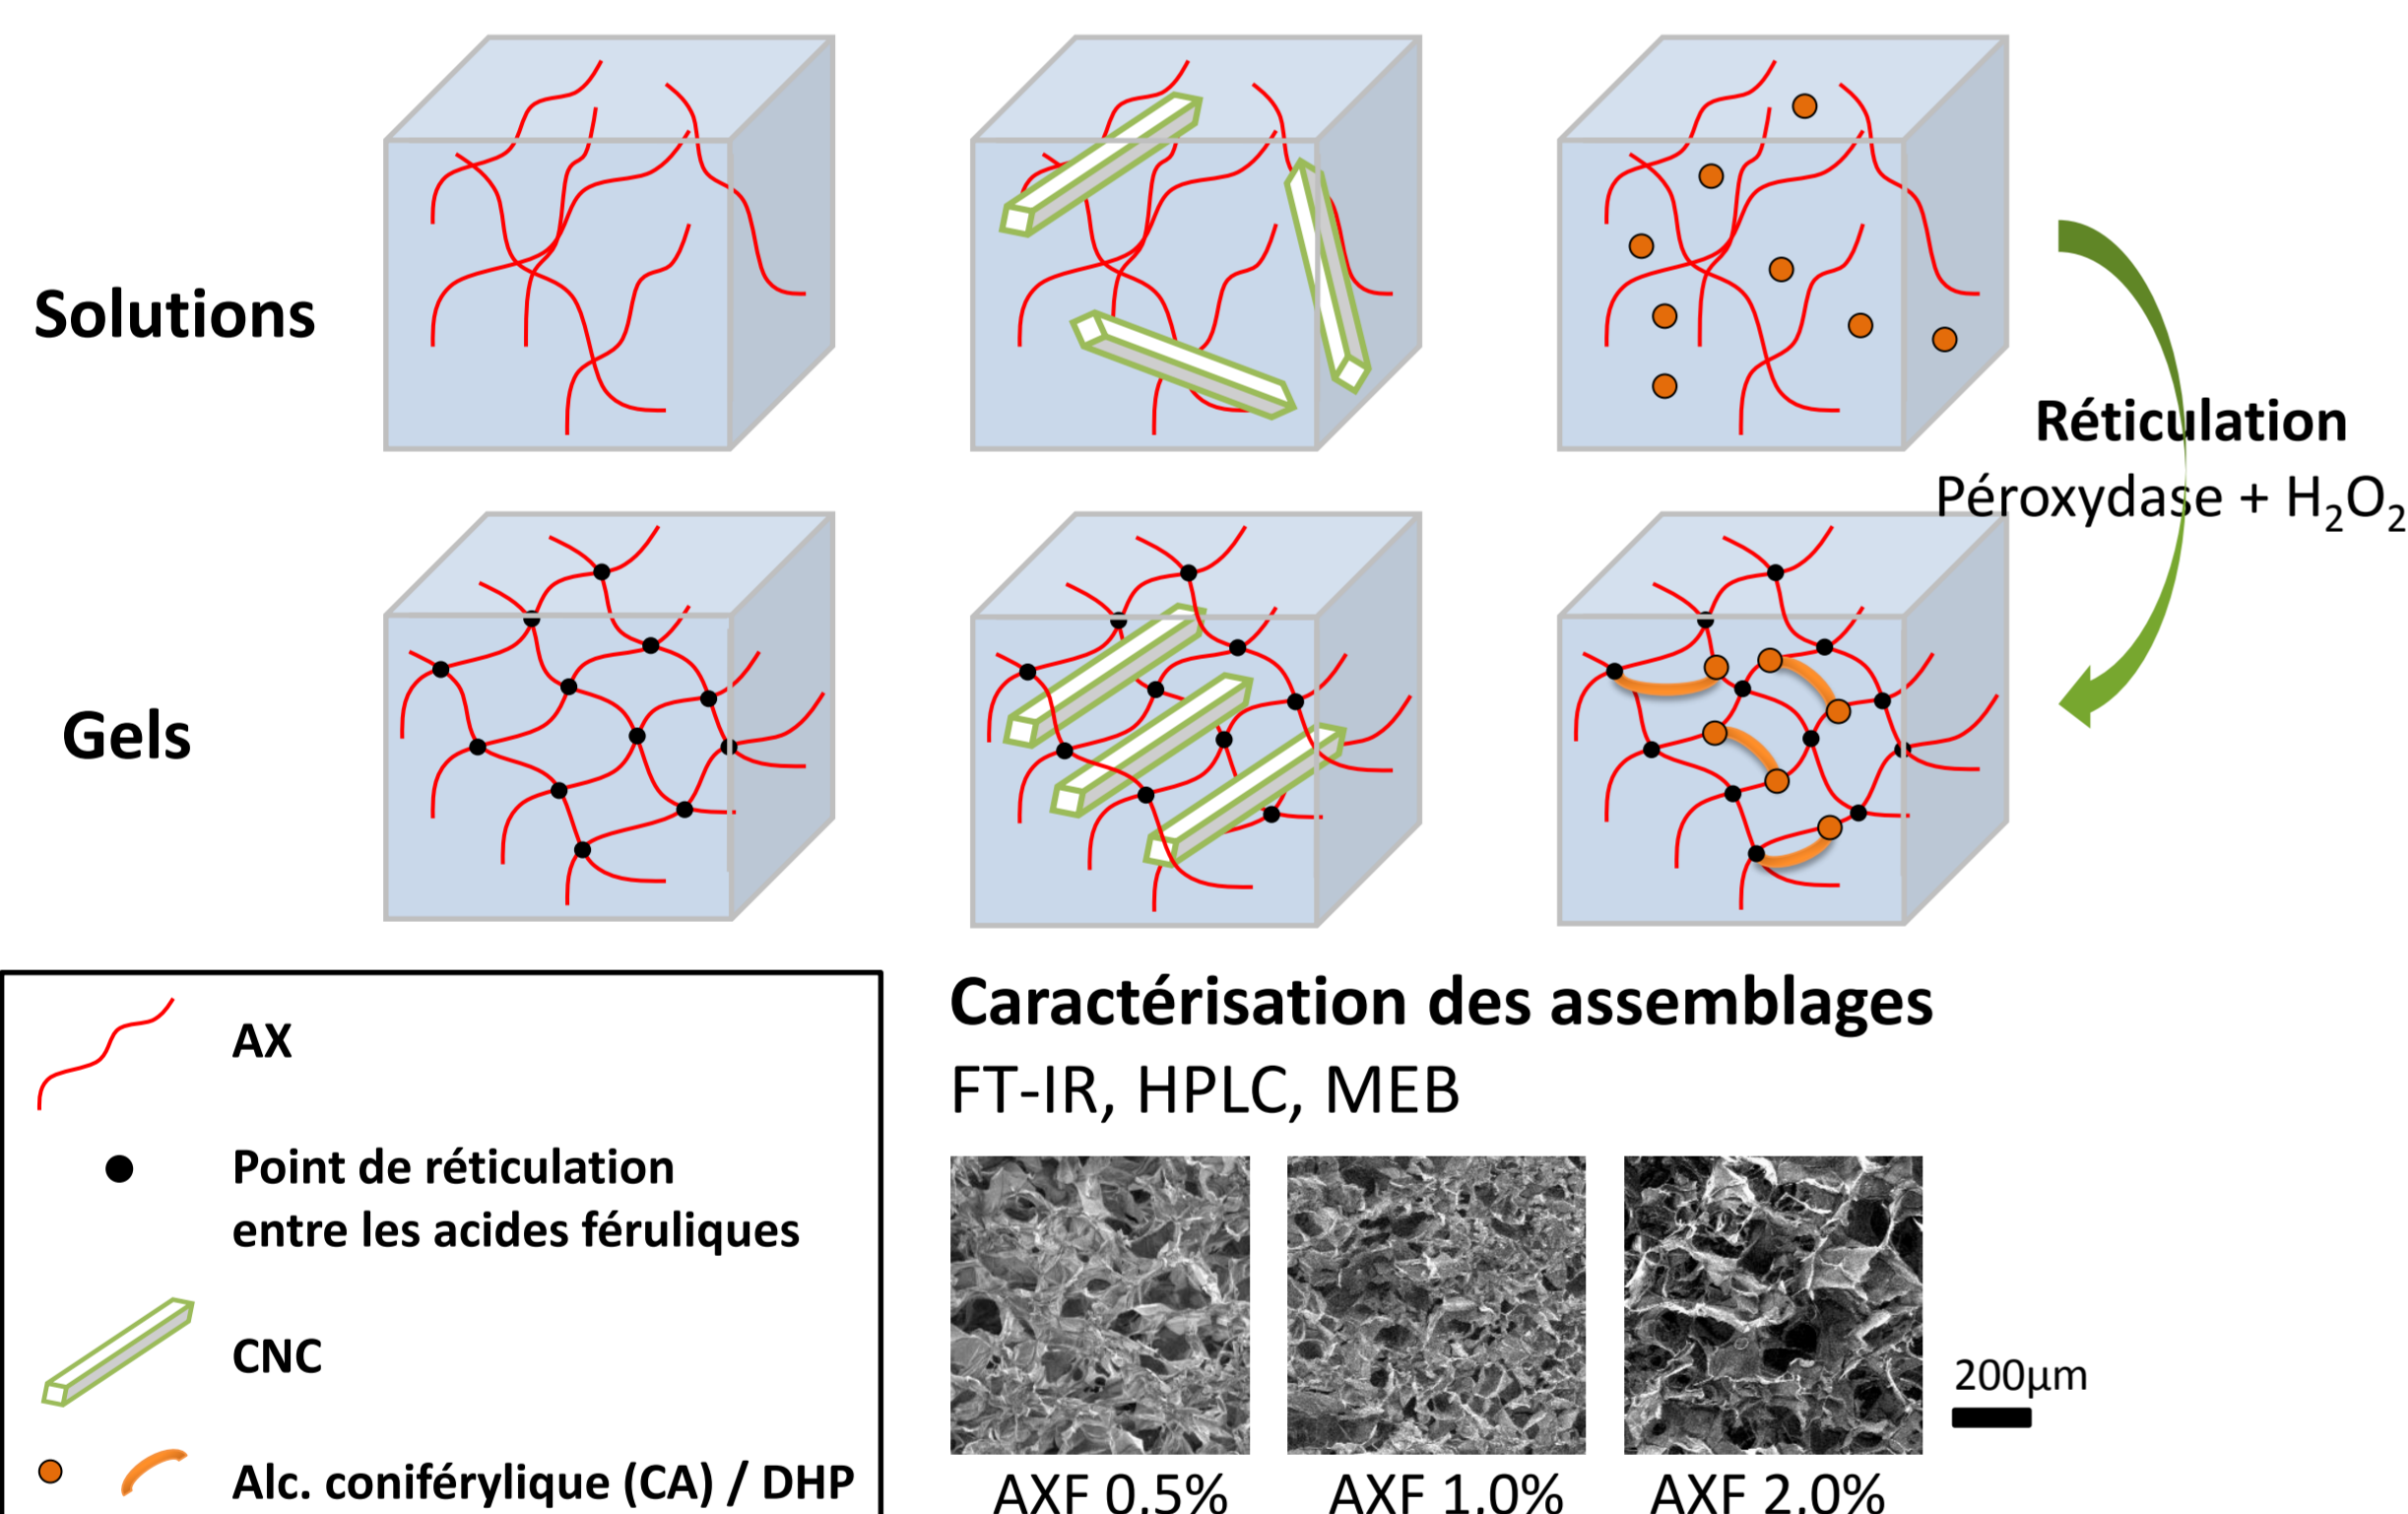 Solutions
Réticulation
Péroxydase + H₂O₂
Gels
AX
Point de réticulation
entre les acides féruliques
CNC
Alc. coniférylique (CA) / DHP
Caractérisation des assemblages
FT-IR, HPLC, MEB
200µm
AXF 0.5%
AXF 1.0%
AXF 2.0%